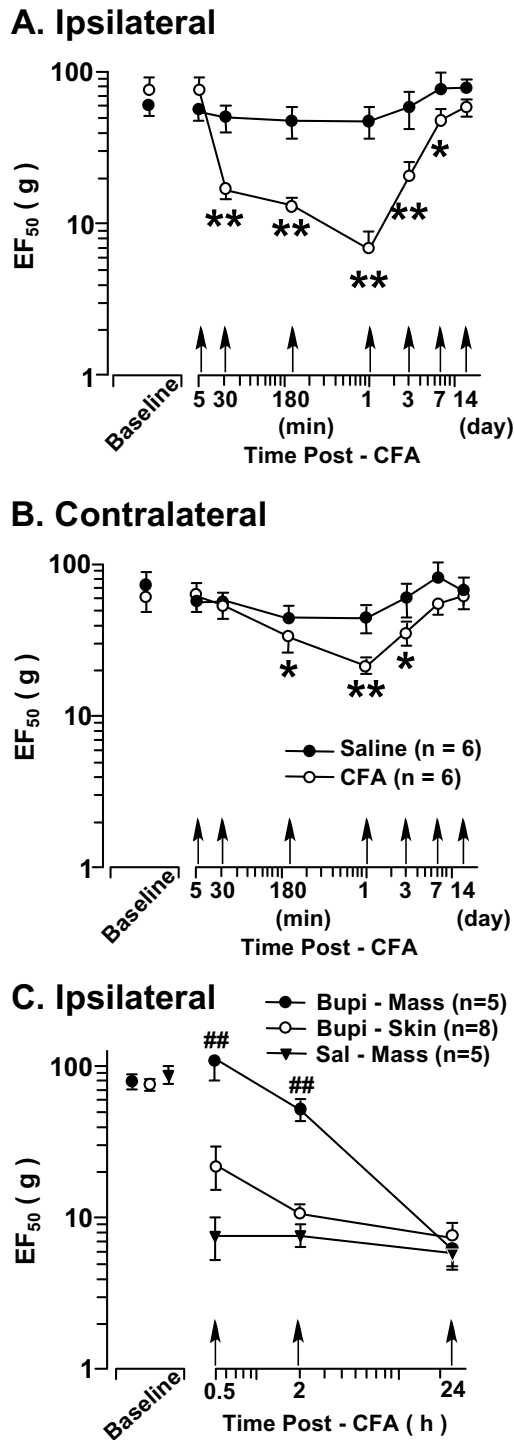 A. Ipsilateral
100
10
1
EF50 ( g )
** ** ** ** *
Baseline
5 30 180 1 3 7 14
(min) (day)
Time Post - CFA
B. Contralateral
100
10
1
EF50 ( g )
* ** *
Saline (n = 6)
CFA (n = 6)
Baseline
5 30 180 1 3 7 14
(min) (day)
Time Post - CFA
C. Ipsilateral
Bupi - Mass (n=5)
Bupi - Skin (n=8)
Sal - Mass (n=5)
## ##
100
10
1
EF50 ( g )
Baseline
0.5 2 24
Time Post - CFA ( h )